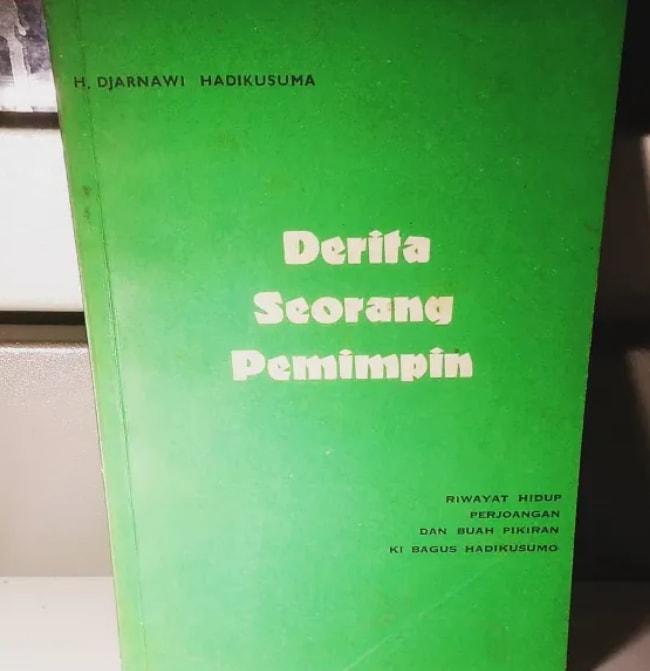 H. DJARNAWI HADIKUSUMA
Derita
Seorang
Pemimpin
RIWAYAT HIDUP
PERJOANGAN
DAN BUAH PIKIRAN
KI BAGUS HADIKUSUMO